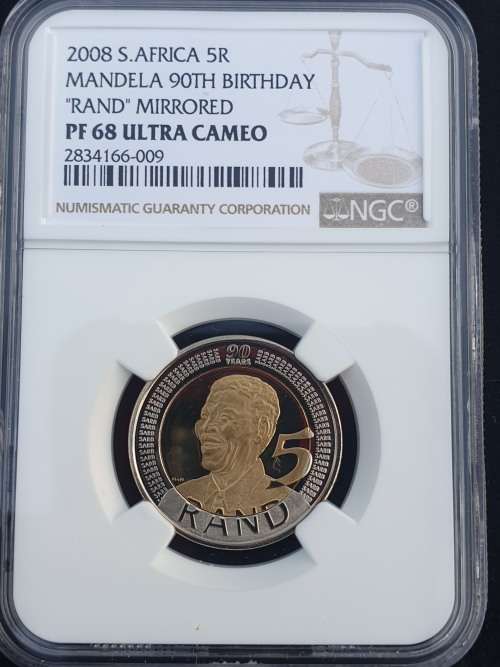 2008 S.AFRICA 5R
MANDELA 90TH BIRTHDAY
"RAND" MIRRORED
PF 68 ULTRA CAMEO
2834166-009
NUMISMATIC GUARANTY CORPORATION
NGC®
90
YEARS
5
RAND